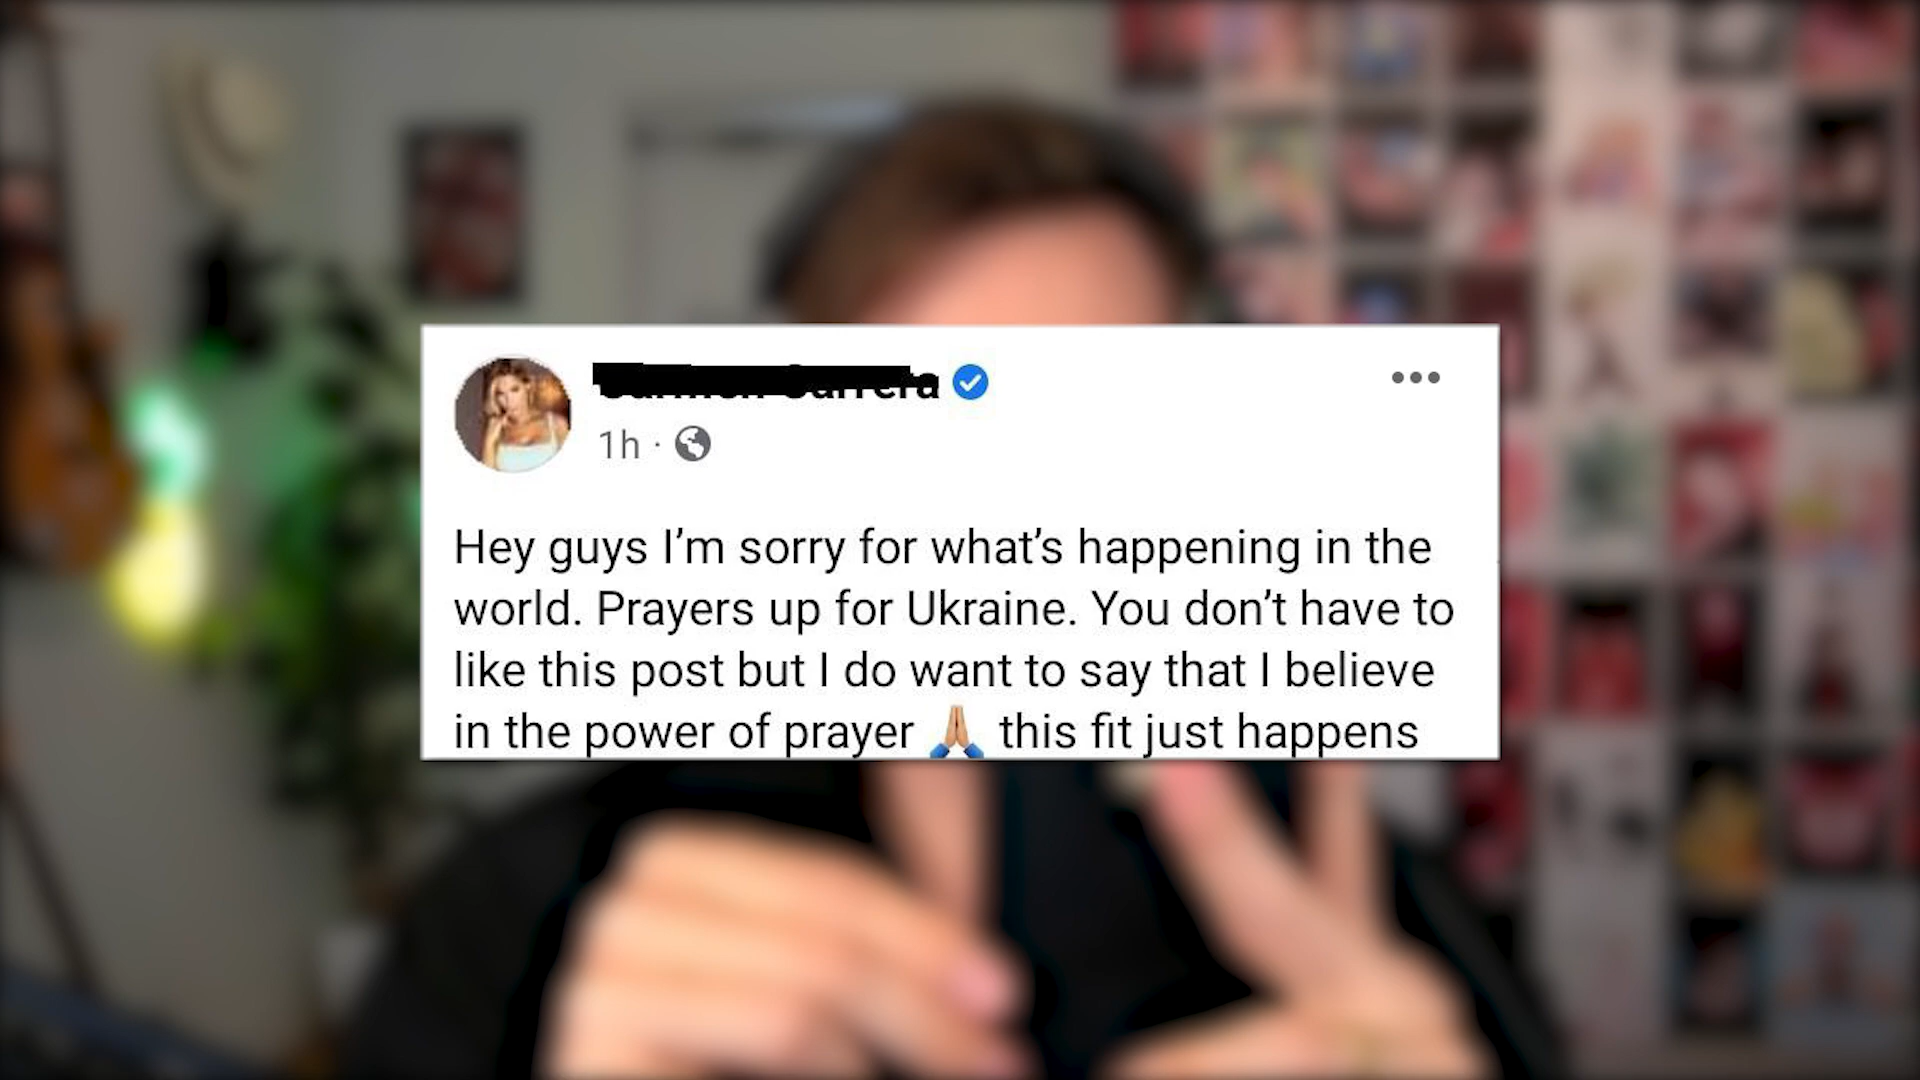 1h ·
Hey guys I’m sorry for what’s happening in the
world. Prayers up for Ukraine. You don’t have to
like this post but I do want to say that I believe
in the power of prayer 🙏🏼 this fit just happens